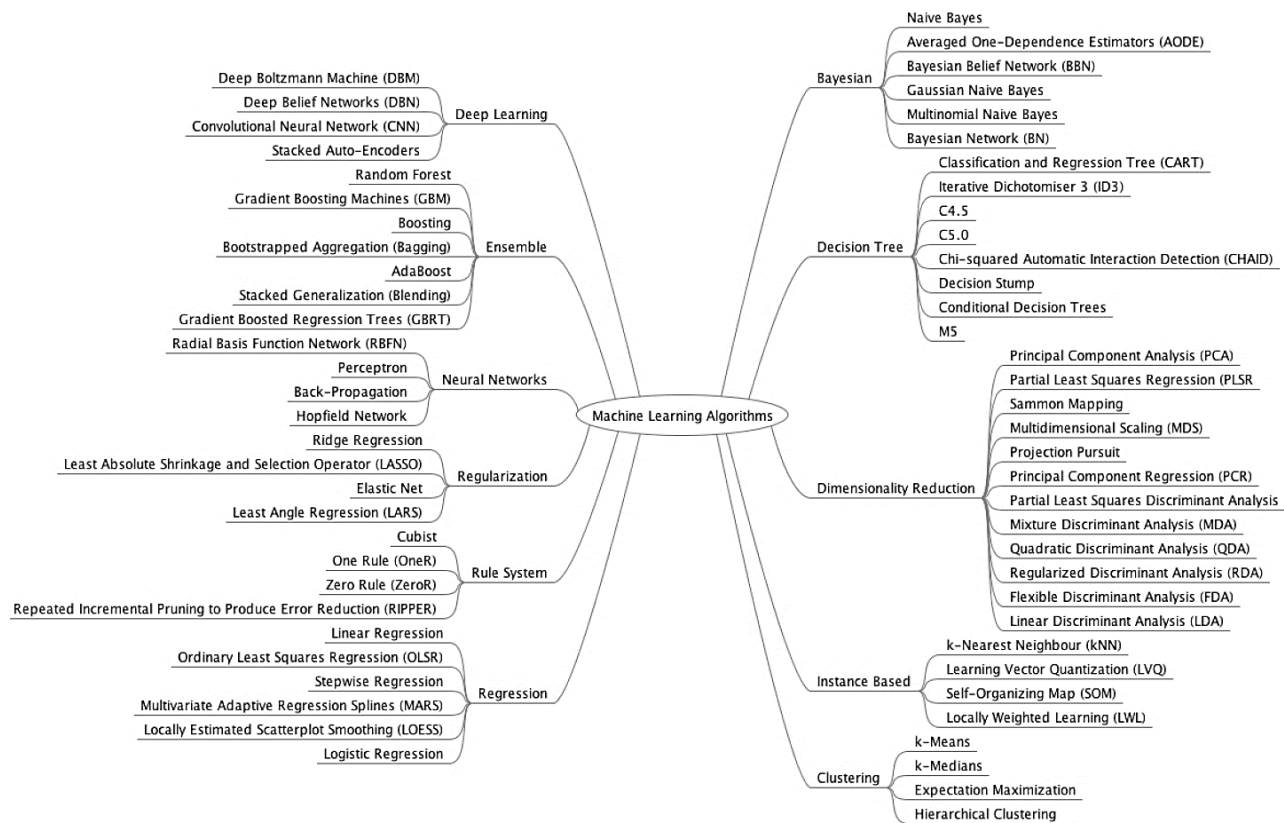 Machine Learning Algorithms
Deep Learning
Deep Boltzmann Machine (DBM)
Deep Belief Networks (DBN)
Convolutional Neural Network (CNN)
Stacked Auto-Encoders
Ensemble
Random Forest
Gradient Boosting Machines (GBM)
Boosting
Bootstrapped Aggregation (Bagging)
AdaBoost
Stacked Generalization (Blending)
Gradient Boosted Regression Trees (GBRT)
Neural Networks
Radial Basis Function Network (RBFN)
Perceptron
Back-Propagation
Hopfield Network
Regularization
Ridge Regression
Least Absolute Shrinkage and Selection Operator (LASSO)
Elastic Net
Least Angle Regression (LARS)
Rule System
Cubist
One Rule (OneR)
Zero Rule (ZeroR)
Repeated Incremental Pruning to Produce Error Reduction (RIPPER)
Regression
Linear Regression
Ordinary Least Squares Regression (OLSR)
Stepwise Regression
Multivariate Adaptive Regression Splines (MARS)
Locally Estimated Scatterplot Smoothing (LOESS)
Logistic Regression
Bayesian
Naive Bayes
Averaged One-Dependence Estimators (AODE)
Bayesian Belief Network (BBN)
Gaussian Naive Bayes
Multinomial Naive Bayes
Bayesian Network (BN)
Decision Tree
Classification and Regression Tree (CART)
Iterative Dichotomiser 3 (ID3)
C4.5
C5.0
Chi-squared Automatic Interaction Detection (CHAID)
Decision Stump
Conditional Decision Trees
M5
Dimensionality Reduction
Principal Component Analysis (PCA)
Partial Least Squares Regression (PLSR
Sammon Mapping
Multidimensional Scaling (MDS)
Projection Pursuit
Principal Component Regression (PCR)
Partial Least Squares Discriminant Analysis
Mixture Discriminant Analysis (MDA)
Quadratic Discriminant Analysis (QDA)
Regularized Discriminant Analysis (RDA)
Flexible Discriminant Analysis (FDA)
Linear Discriminant Analysis (LDA)
Instance Based
k-Nearest Neighbour (kNN)
Learning Vector Quantization (LVQ)
Self-Organizing Map (SOM)
Locally Weighted Learning (LWL)
Clustering
k-Means
k-Medians
Expectation Maximization
Hierarchical Clustering